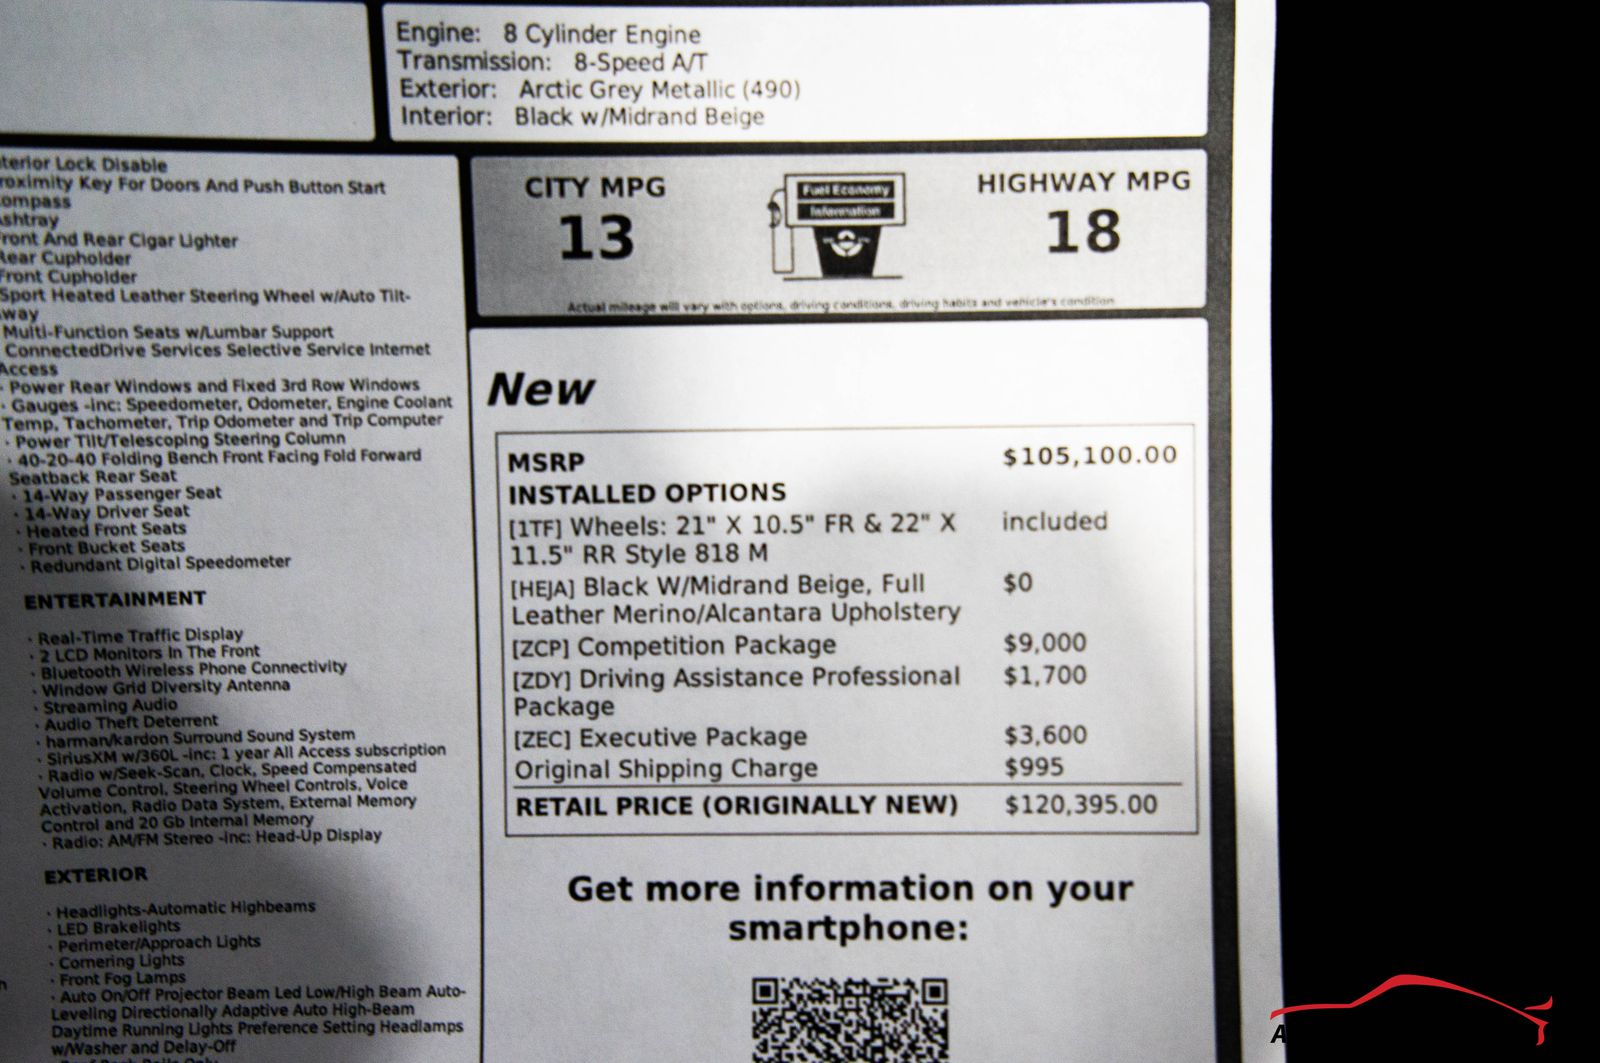 Engine: 8 Cylinder Engine
Transmission: 8-Speed A/T
Exterior: Arctic Grey Metallic (490)
Interior: Black w/Midrand Beige
terior Lock Disable
roximity Key For Doors And Push Button Start
ompass
shtray
ront And Rear Cigar Lighter
Rear Cupholder
Front Cupholder
Sport Heated Leather Steering Wheel w/Auto Tilt-
way
Multi-Function Seats w/Lumbar Support
ConnectedDrive Services Selective Service Internet
Access
· Power Rear Windows and Fixed 3rd Row Windows
· Gauges -inc: Speedometer, Odometer, Engine Coolant
Temp, Tachometer, Trip Odometer and Trip Computer
· Power Tilt/Telescoping Steering Column
· 40-20-40 Folding Bench Front Facing Fold Forward
Seatback Rear Seat
· 14-Way Passenger Seat
· 14-Way Driver Seat
· Heated Front Seats
· Front Bucket Seats
· Redundant Digital Speedometer
ENTERTAINMENT
· Real-Time Traffic Display
· 2 LCD Monitors In The Front
· Bluetooth Wireless Phone Connectivity
· Window Grid Diversity Antenna
· Streaming Audio
· Audio Theft Deterrent
· harman/kardon Surround Sound System
· SiriusXM w/360L -inc: 1 year All Access subscription
· Radio w/Seek-Scan, Clock, Speed Compensated
Volume Control, Steering Wheel Controls, Voice
Activation, Radio Data System, External Memory
Control and 20 Gb Internal Memory
· Radio: AM/FM Stereo -inc: Head-Up Display
EXTERIOR
· Headlights-Automatic Highbeams
· LED Brakelights
· Perimeter/Approach Lights
· Cornering Lights
· Front Fog Lamps
· Auto On/Off Projector Beam Led Low/High Beam Auto-
Leveling Directionally Adaptive Auto High-Beam
Daytime Running Lights Preference Setting Headlamps
w/Washer and Delay-Off
CITY MPG
13
Fuel Economy
Information
HIGHWAY MPG
18
Actual mileage will vary with options, driving conditions, driving habits and vehicle's condition
New
MSRP $105,100.00
INSTALLED OPTIONS
[1TF] Wheels: 21" X 10.5" FR & 22" X included
11.5" RR Style 818 M
[HEJA] Black W/Midrand Beige, Full $0
Leather Merino/Alcantara Upholstery
[ZCP] Competition Package $9,000
[ZDY] Driving Assistance Professional $1,700
Package
[ZEC] Executive Package $3,600
Original Shipping Charge $995
RETAIL PRICE (ORIGINALLY NEW) $120,395.00
Get more information on your
smartphone:
A